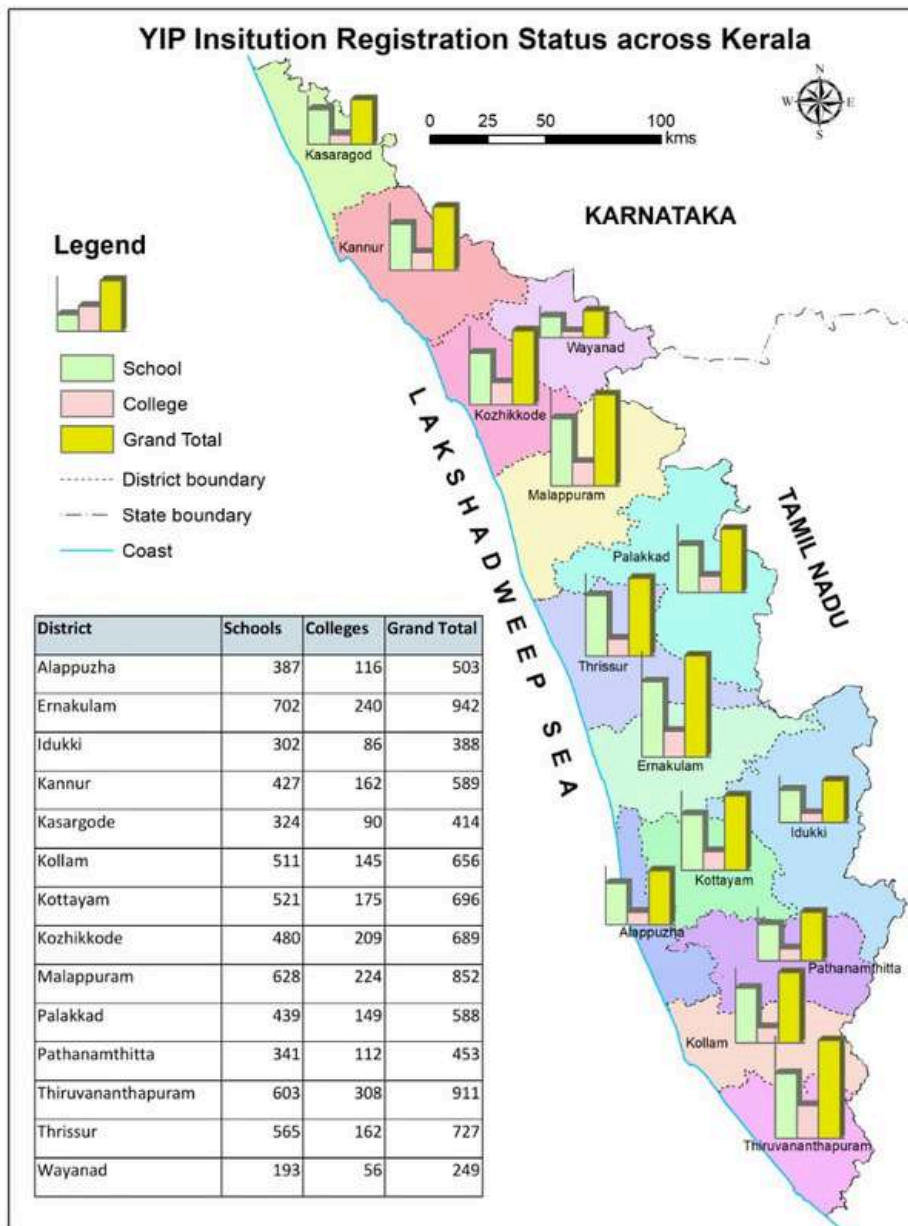 YIP Insitution Registration Status across Kerala
N
W E
S
0 25 50 100
kms
Kasaragod
KARNATAKA
Kannur
Legend
Wayanad
School
Kozhikkode
College
Grand Total
District boundary
Malappuram
State boundary
Coast
LAKSHADWEEP SEA
TAMIL NADU
Palakkad
Thrissur
Ernakulam
Idukki
Kottayam
Alappuzha
Pathanamthitta
Kollam
Thiruvananthapuram
District Schools Colleges Grand Total
Alappuzha 387 116 503
Ernakulam 702 240 942
Idukki 302 86 388
Kannur 427 162 589
Kasargode 324 90 414
Kollam 511 145 656
Kottayam 521 175 696
Kozhikkode 480 209 689
Malappuram 628 224 852
Palakkad 439 149 588
Pathanamthitta 341 112 453
Thiruvananthapuram 603 308 911
Thrissur 565 162 727
Wayanad 193 56 249